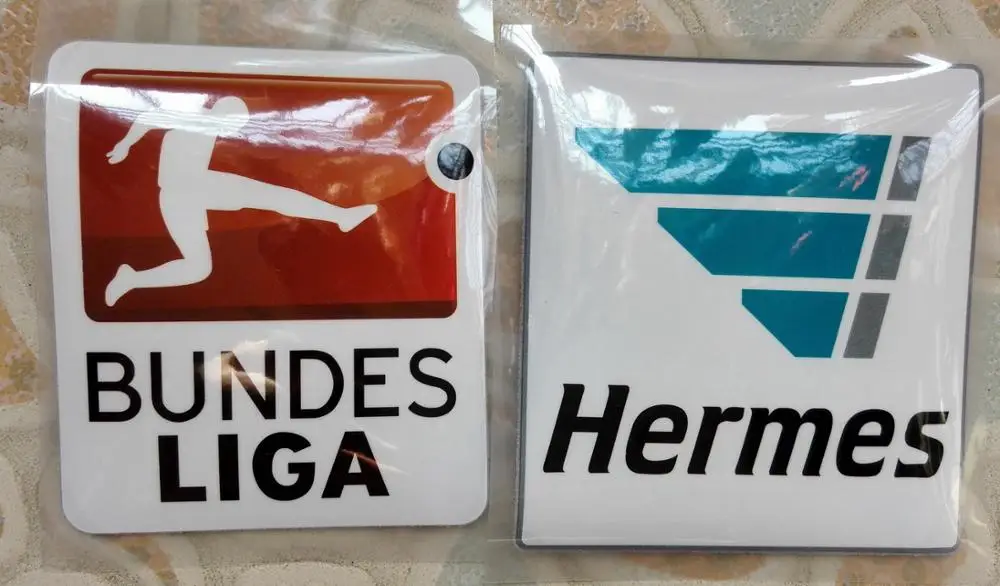 BUNDES
LIGA
Hermes